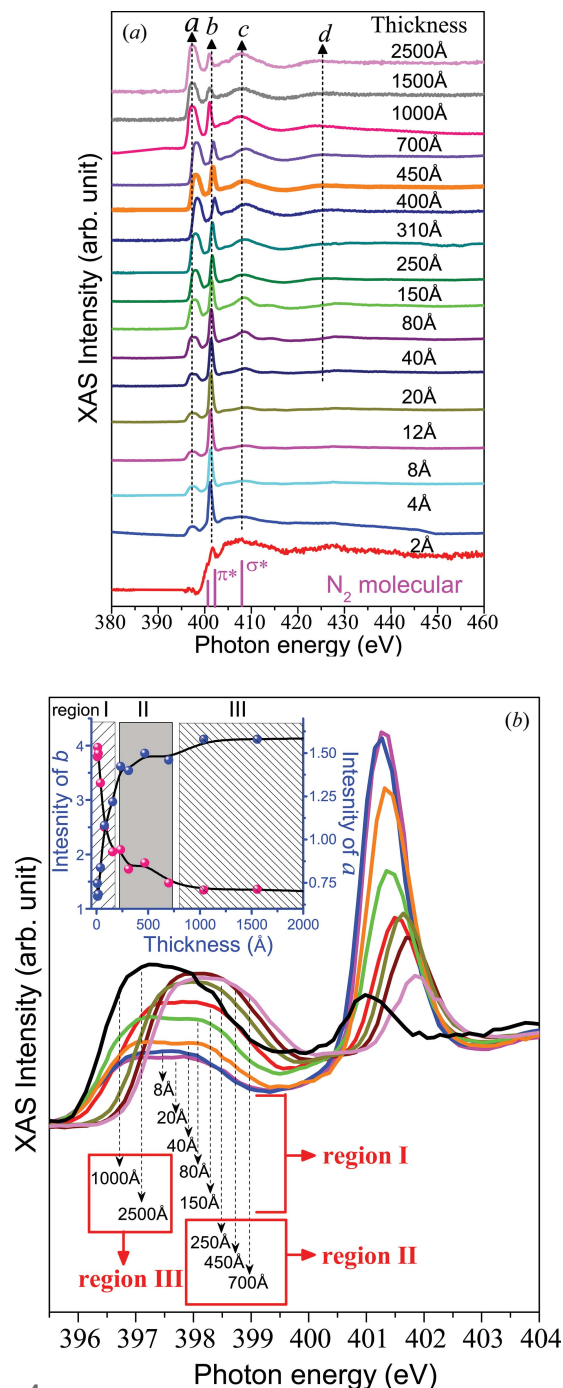 (a)
a
b
c
d
Thickness
2500Å
1500Å
1000Å
700Å
450Å
400Å
310Å
250Å
150Å
80Å
40Å
20Å
12Å
8Å
4Å
2Å
π*
σ*
N2 molecular
XAS Intensity (arb. unit)
380 390 400 410 420 430 440 450 460
Photon energy (eV)
(b)
region I II III
4
3
2
1
Intesnity of b
1.50
1.25
1.00
0.75
Intesnity of a
0 500 1000 1500 2000
Thickness (Å)
XAS Intensity (arb. unit)
8Å
20Å
40Å
80Å
150Å
region I
1000Å
2500Å
region III
250Å
450Å
700Å
region II
396 397 398 399 400 401 402 403 404
Photon energy (eV)